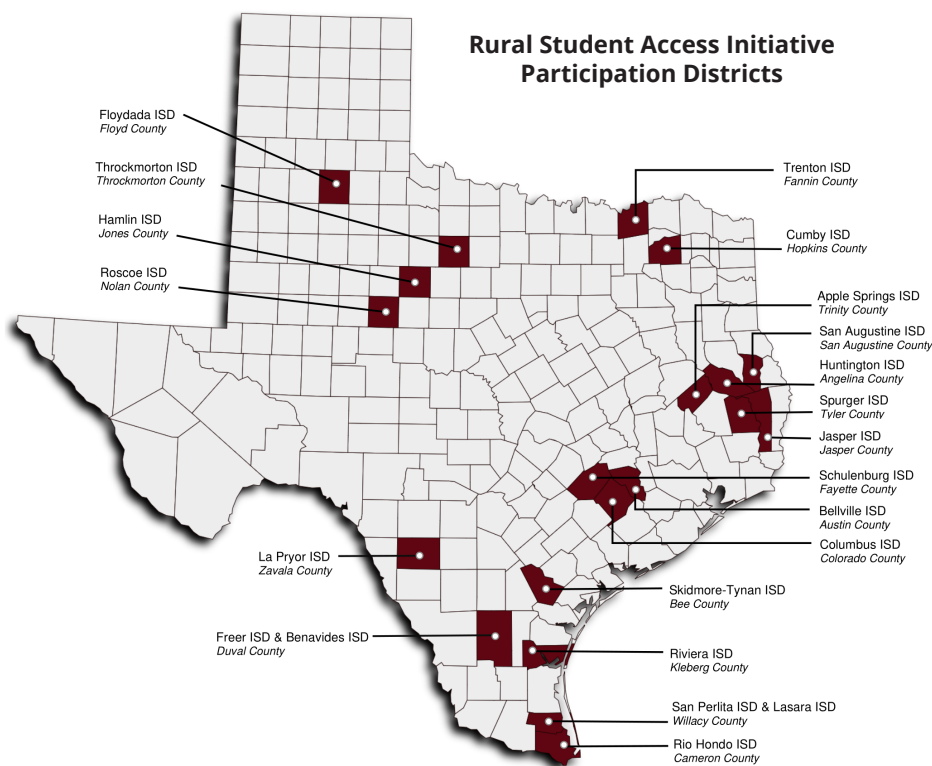 Rural Student Access Initiative
Participation Districts
Floydada ISD
Floyd County
Throckmorton ISD
Throckmorton County
Hamlin ISD
Jones County
Roscoe ISD
Nolan County
Trenton ISD
Fannin County
Cumby ISD
Hopkins County
Apple Springs ISD
Trinity County
San Augustine ISD
San Augustine County
Huntington ISD
Angelina County
Spurger ISD
Tyler County
Jasper ISD
Jasper County
Schulenburg ISD
Fayette County
Bellville ISD
Austin County
Columbus ISD
Colorado County
La Pryor ISD
Zavala County
Skidmore-Tynan ISD
Bee County
Freer ISD & Benavides ISD
Duval County
Riviera ISD
Kleberg County
San Perlita ISD & Lasara ISD
Willacy County
Rio Hondo ISD
Cameron County